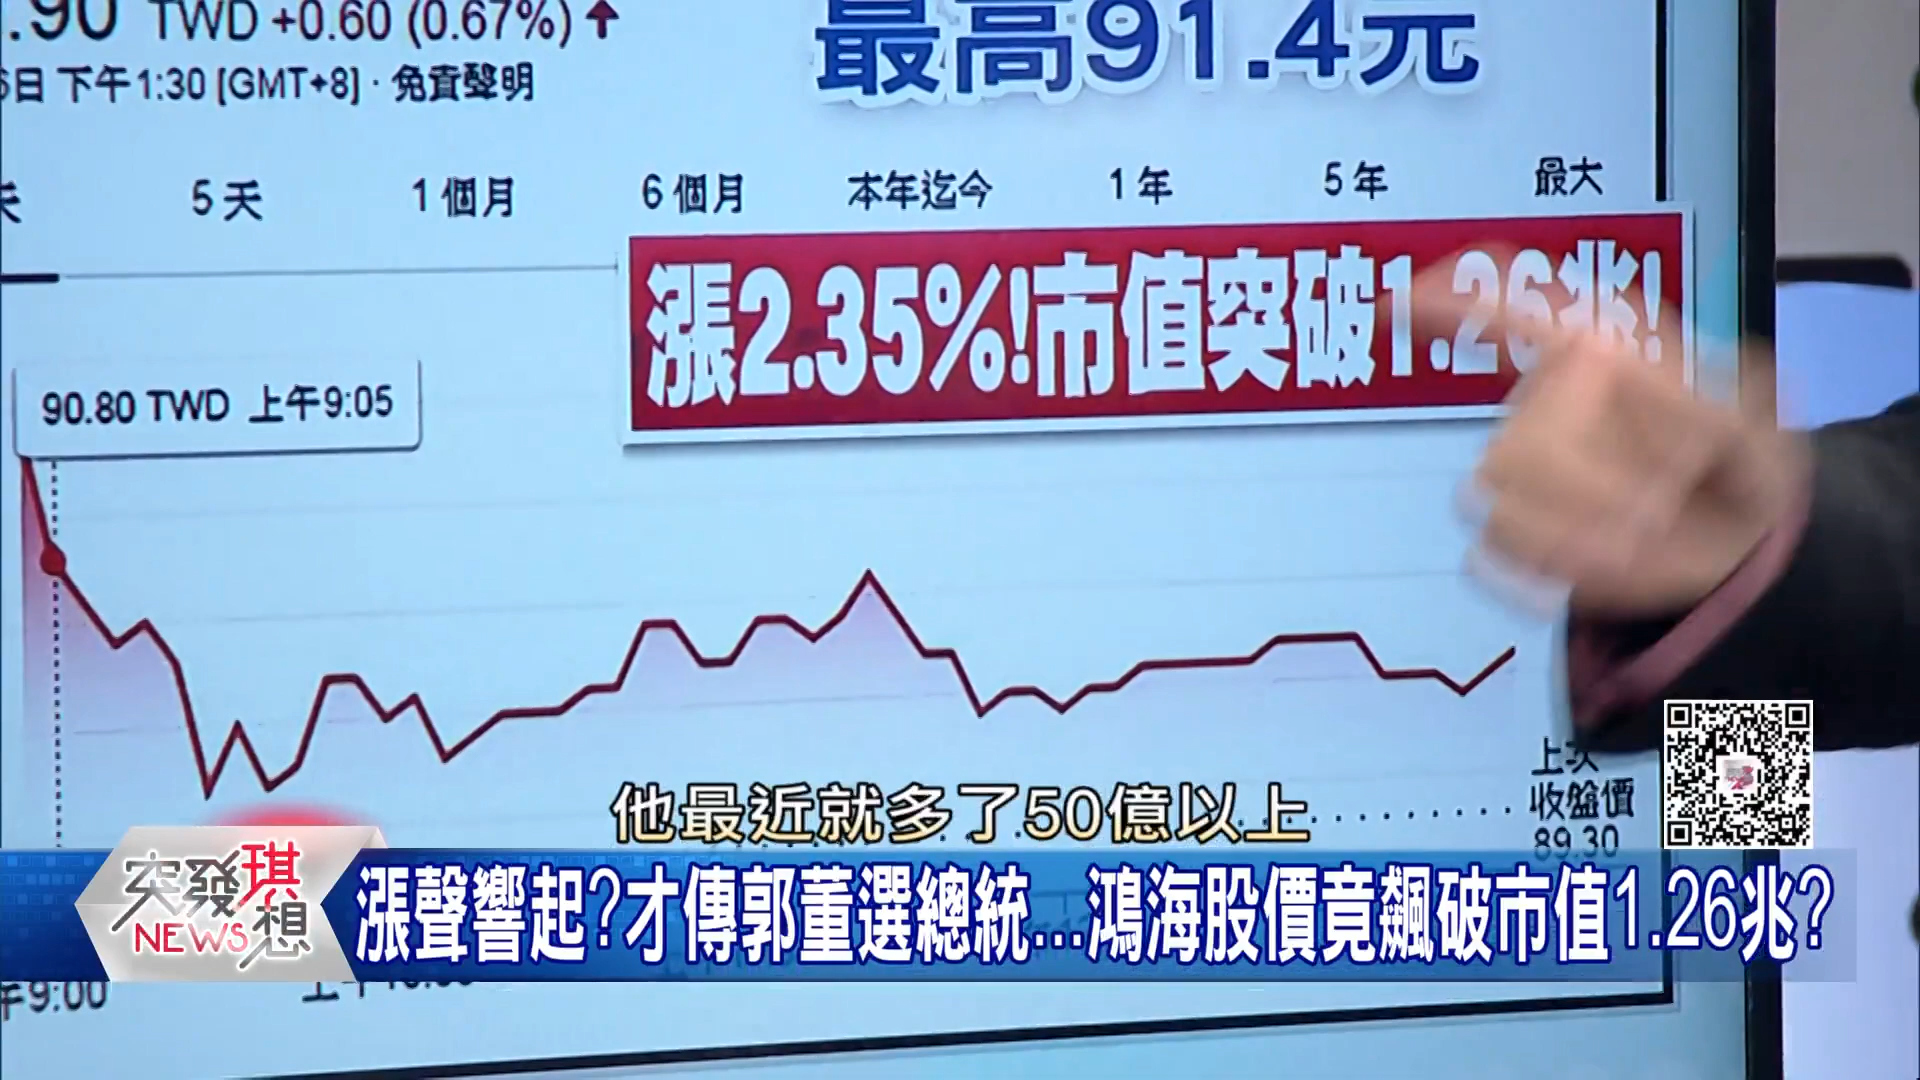 .90 TWD +0.60 (0.67%)↑
最高91.4元
6日 下午1:30 [GMT+8]·免責聲明
天 5天 1個月 6個月 本年迄今 1年 5年 最大
漲2.35%!市值突破1.26兆!
90.80 TWD 上午9:05
上次
收盤價
89.30
他最近就多了50億以上
突發琪想
NEWS
漲聲響起?才傳郭董選總統...鴻海股價竟飆破市值1.26兆?
午9:00